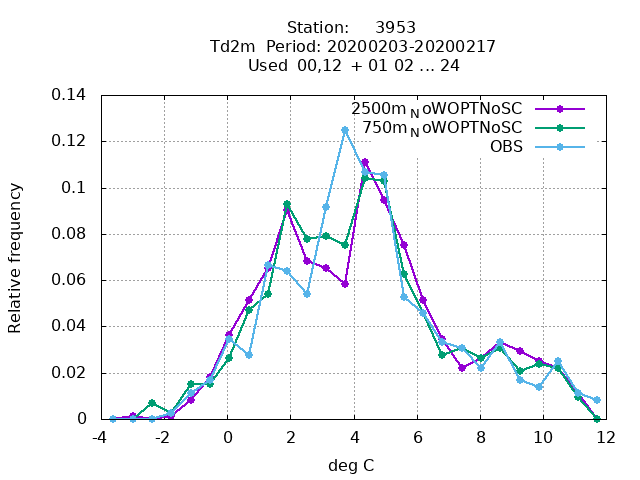 Station: 3953
Td2m Period: 20200203-20200217
Used 00,12 + 01 02 ... 24
2500mNoWOPTNoSC
750mNoWOPTNoSC
OBS
0.14
0.12
0.1
0.08
0.06
0.04
0.02
0
Relative frequency
-4 -2 0 2 4 6 8 10 12
deg C